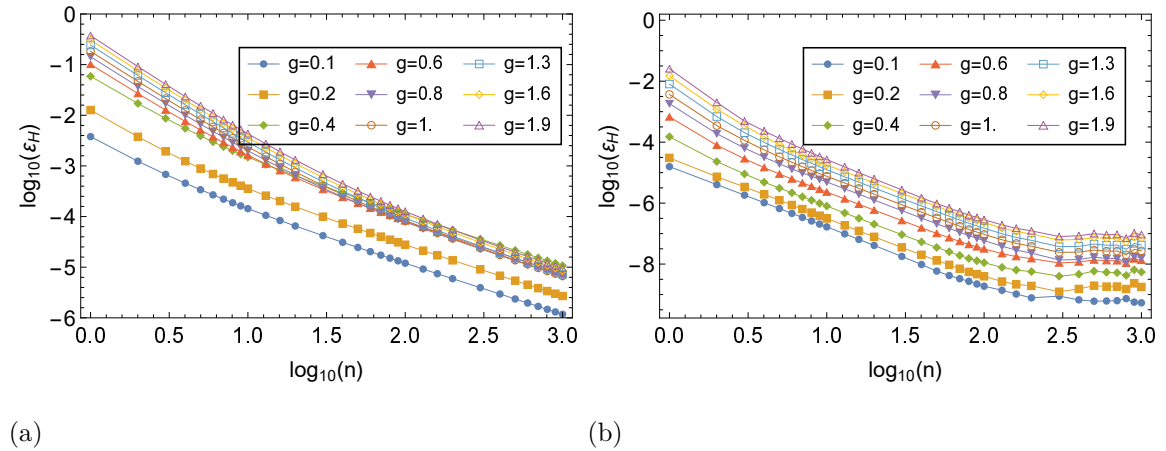 0
−1
−2
−3
−4
−5
−6
log₁₀(ϵ_H)
g=0.1 g=0.6 g=1.3
g=0.2 g=0.8 g=1.6
g=0.4 g=1. g=1.9
0.0 0.5 1.0 1.5 2.0 2.5 3.0
log₁₀(n)
(a)
0
−2
−4
−6
−8
log₁₀(ϵ_H)
g=0.1 g=0.6 g=1.3
g=0.2 g=0.8 g=1.6
g=0.4 g=1. g=1.9
0.0 0.5 1.0 1.5 2.0 2.5 3.0
log₁₀(n)
(b)